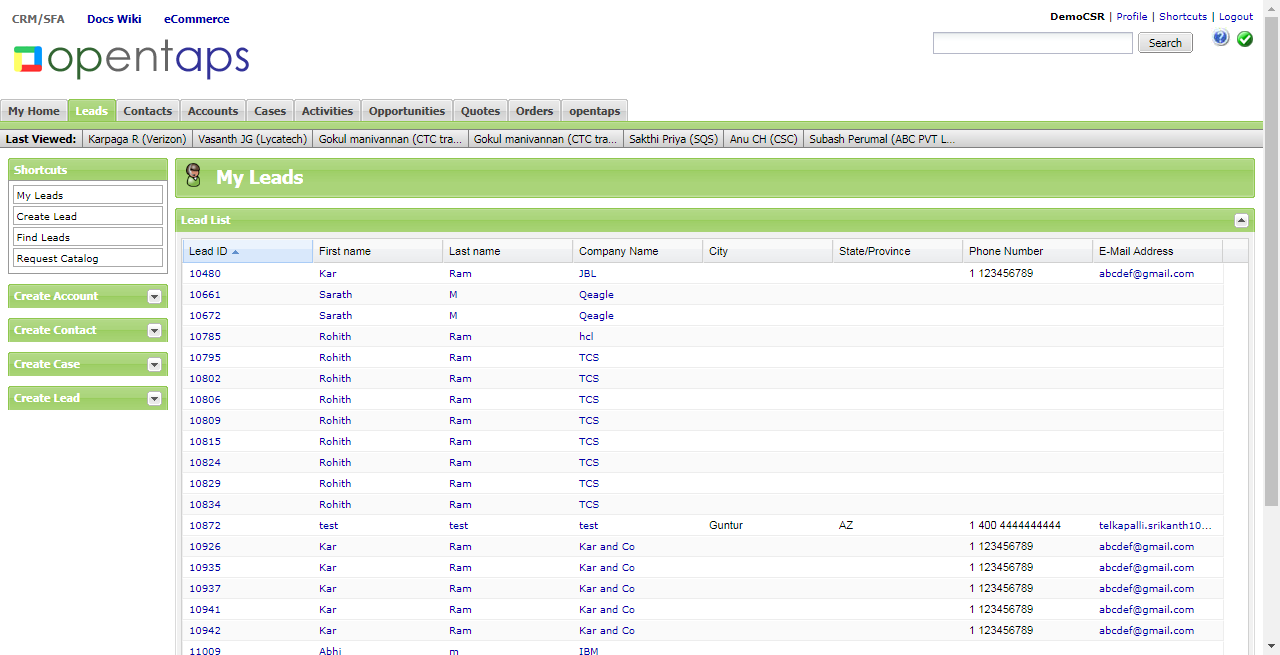 CRM/SFA Docs Wiki eCommerce
DemoCSR | Profile | Shortcuts | Logout
opentaps
Search
My Home Leads Contacts Accounts Cases Activities Opportunities Quotes Orders opentaps
Last Viewed: Karpaga R (Verizon) Vasanth JG (Lycatech) Gokul manivannan (CTC tra... Gokul manivannan (CTC tra... Sakthi Priya (SQS) Anu CH (CSC) Subash Perumal (ABC PVT L...
Shortcuts
My Leads
Create Lead
Find Leads
Request Catalog
Create Account
Create Contact
Create Case
Create Lead
My Leads
Lead List
Lead ID First name Last name Company Name City State/Province Phone Number E-Mail Address
10480 Kar Ram JBL 1 123456789 abcdef@gmail.com
10661 Sarath M Qeagle
10672 Sarath M Qeagle
10785 Rohith Ram hcl
10795 Rohith Ram TCS
10802 Rohith Ram TCS
10806 Rohith Ram TCS
10809 Rohith Ram TCS
10815 Rohith Ram TCS
10824 Rohith Ram TCS
10829 Rohith Ram TCS
10834 Rohith Ram TCS
10872 test test test Guntur AZ 1 400 4444444444 telkapalli.srikanth10...
10926 Kar Ram Kar and Co 1 123456789 abcdef@gmail.com
10935 Kar Ram Kar and Co 1 123456789 abcdef@gmail.com
10937 Kar Ram Kar and Co 1 123456789 abcdef@gmail.com
10941 Kar Ram Kar and Co 1 123456789 abcdef@gmail.com
10942 Kar Ram Kar and Co 1 123456789 abcdef@gmail.com
11009 Abhi m IBM